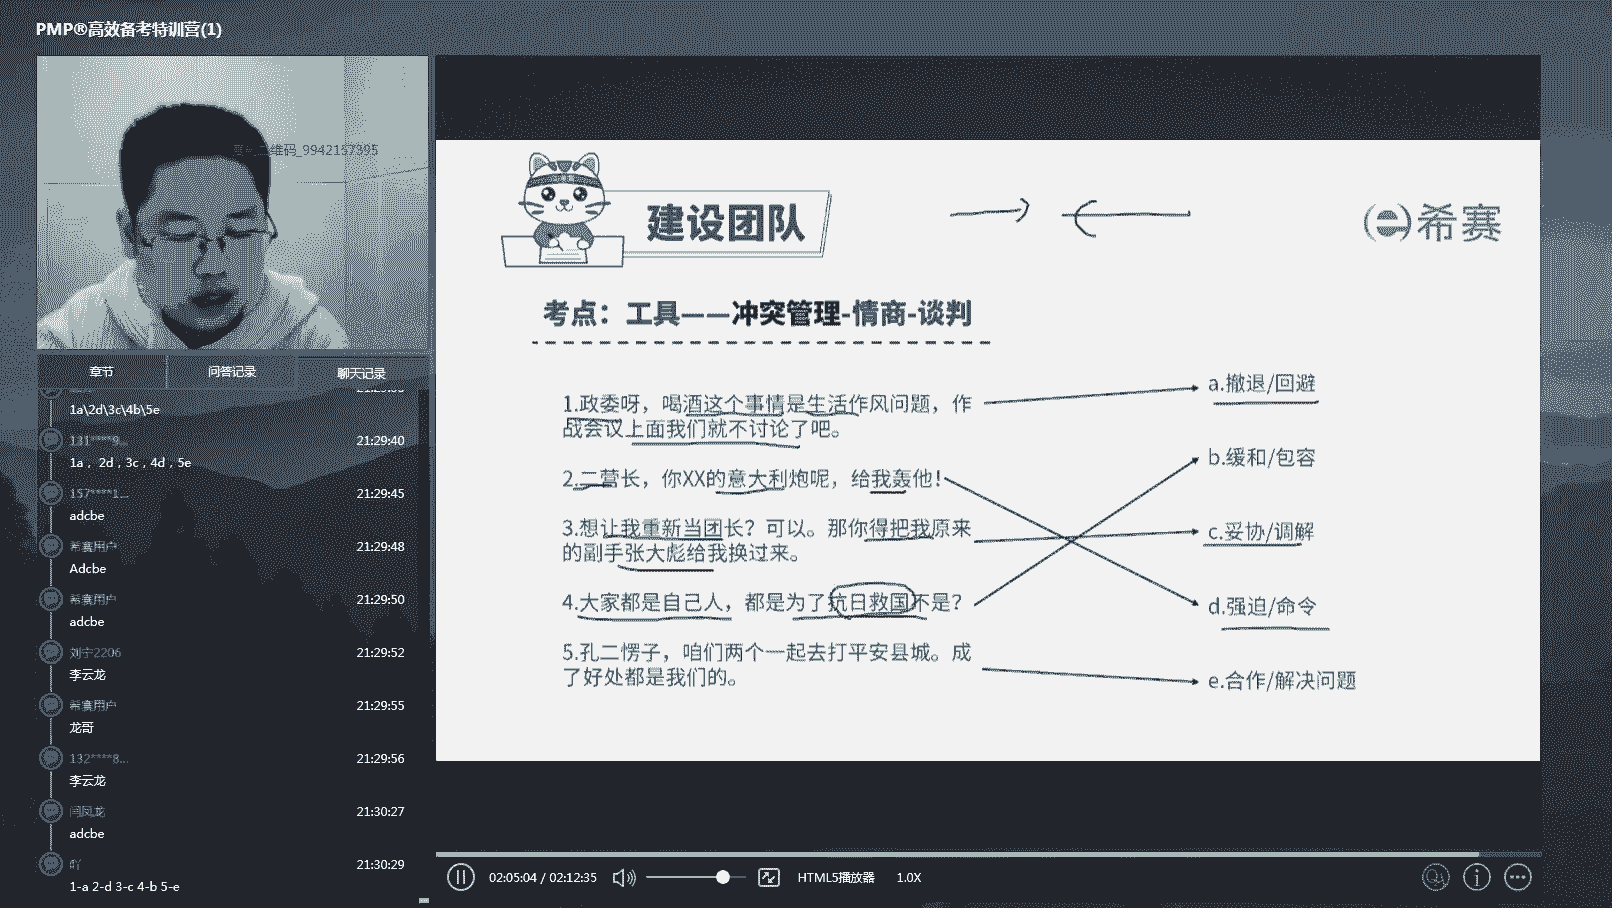 PMP®高效备考特训营(1)
维码_9942157395
章节
问答记录
聊天记录
1a\2d\3c\4b\5e
131****9...
21:29:40
1a，2d，3c，4d，5e
157****1...
21:29:45
adcbe
希赛用户
21:29:48
Adcbe
希赛用户
21:29:50
adcbe
刘宁2206
21:29:52
李云龙
希赛用户
21:29:55
龙哥
132****8...
21:29:56
李云龙
闫凤龙
21:30:27
adcbe
吖
21:30:29
1-a 2-d 3-c 4-b 5-e
建设团队
希赛
考点：工具——冲突管理-情商-谈判
1.政委呀，喝酒这个事情是生活作风问题，作
战会议上面我们就不讨论了吧。
2.二营长，你XX的意大利炮呢，给我轰他！
3.想让我重新当团长？可以。那你得把我原来
的副手张大彪给我换过来。
4.大家都是自己人，都是为了抗日救国不是？
5.孔二愣子，咱们两个一起去打平安县城。成
了好处都是我们的。
a.撤退/回避
b.缓和/包容
c.妥协/调解
d.强迫/命令
e.合作/解决问题
02:05:04 / 02:12:35
HTML5播放器
1.0X